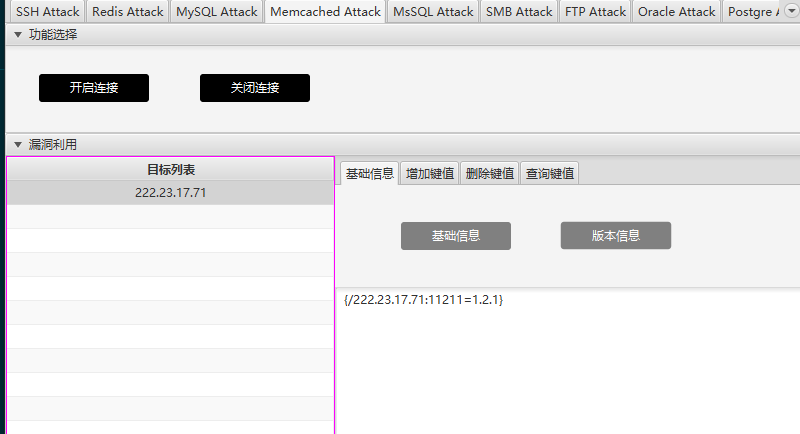 SSH Attack Redis Attack MySQL Attack Memcached Attack MsSQL Attack SMB Attack FTP Attack Oracle Attack Postgre
功能选择
开启连接 关闭连接
漏洞利用
目标列表
222.23.17.71
基础信息 增加键值 删除键值 查询键值
基础信息 版本信息
{/222.23.17.71:11211=1.2.1}